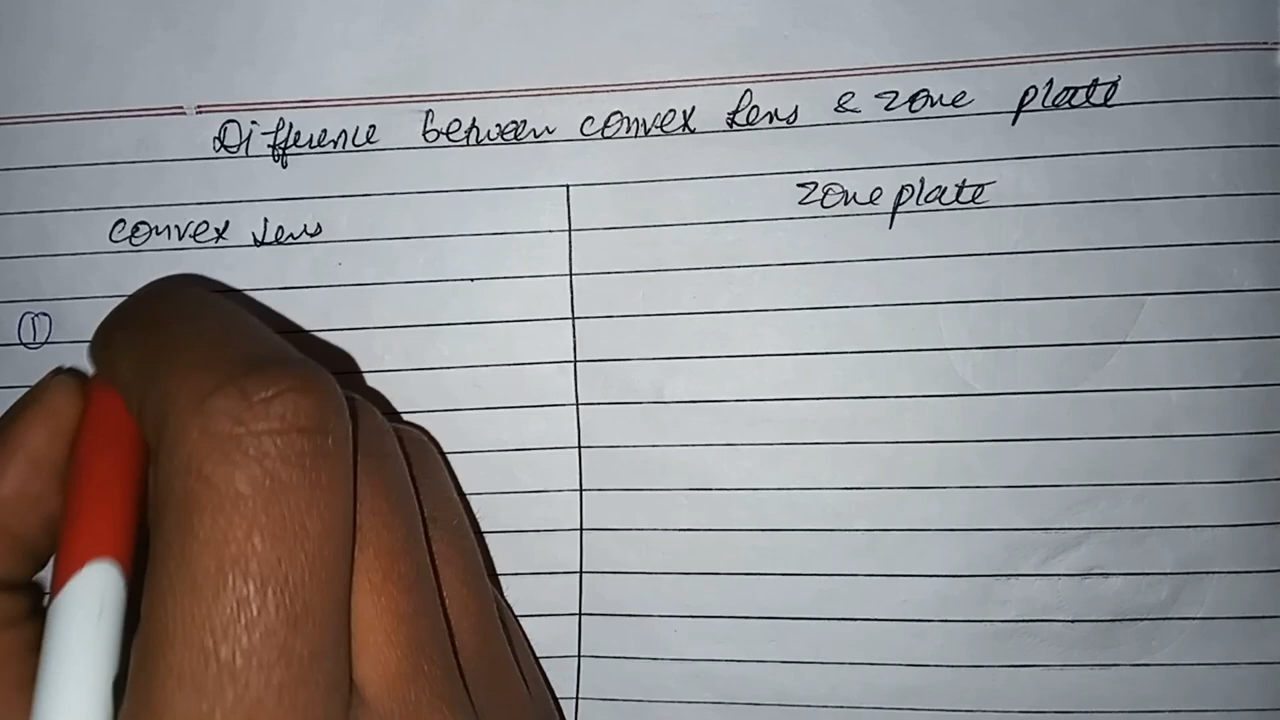 Difference between convex lens & zone plate
zone plate
convex lens
①